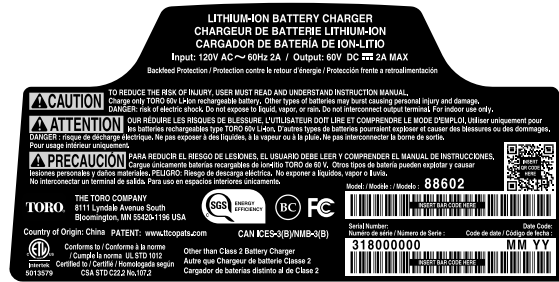 LITHIUM-ION BATTERY CHARGER
CHARGEUR DE BATTERIE LITHIUM-ION
CARGADOR DE BATERÍA DE ION-LITIO
Input: 120V AC ~ 60Hz 2A / Output: 60V DC ⎓ 2A MAX
Backfeed Protection / Protection contre le retour d'énergie / Protección frente a retroalimentación
⚠CAUTION TO REDUCE THE RISK OF INJURY, USER MUST READ AND UNDERSTAND INSTRUCTION MANUAL.
Charge only TORO 60V Li-Ion rechargeable battery. Other types of batteries may burst causing personal injury and damage.
DANGER: risk of electric shock. Do not expose to liquid, vapor, or rain. Do not interconnect output terminal. For indoor use only.
⚠ATTENTION OUR RÉDUIRE LES RISQUES DE BLESSURE, L'UTILISATEUR DOIT LIRE ET COMPRENDRE LE MODE D'EMPLOI, Utiliser uniquement pour
les batteries rechargeables type TORO 60V Li-Ion. D'autres types de batteries pourraient exploser et causer des blessures ou des dommages.
DANGER : risque de décharge électrique. Ne pas exposer à des liquides, à la vapeur ou à la pluie. Ne pas interconnecter la borne de sortie.
Pour usage intérieur uniquement.
⚠PRECAUCIÓN PARA REDUCIR EL RIESGO DE LESIONES, EL USUARIO DEBE LEER Y COMPRENDER EL MANUAL DE INSTRUCCIONES,
Cargue únicamente baterías recargables de ion-litio TORO de 60 V. Otros tipos de batería pueden explotar y causar
lesiones personales y daños materiales. PELIGRO: Riesgo de descarga eléctrica. No exponer a líquidos, vapor o lluvia.
No interconectar un terminal de salida. Para uso en espacios interiores únicamente.
INSERT
QR CODE
HERE
Model / Modèle : / Modelo : 88602
INSERT BAR CODE HERE
TORO.
THE TORO COMPANY
8111 Lyndale Avenue South
Bloomington, MN 55420-1196 USA
SGS ENERGY
EFFICIENCY
BC
FC
Country of Origin: China PATENT: www.ttcopats.com CAN ICES-3(B)/NMB-3(B)
Intertek
5013579
Conforms to / Conforme à la norme
/ Cumple la norma UL STD 1012
Certified to / Certifié / Homologada según
CSA STD C22.2 No.107.2
Other than Class 2 Battery Charger
Autre que Chargeur de batterie Classe 2
Cargador de baterías distinto al de Clase 2
Serial Number: Date Code:
Numéro de série / Número de Serie : Code de date / Código de fecha :
318000000 MM YY
INSERT BAR CODE HERE